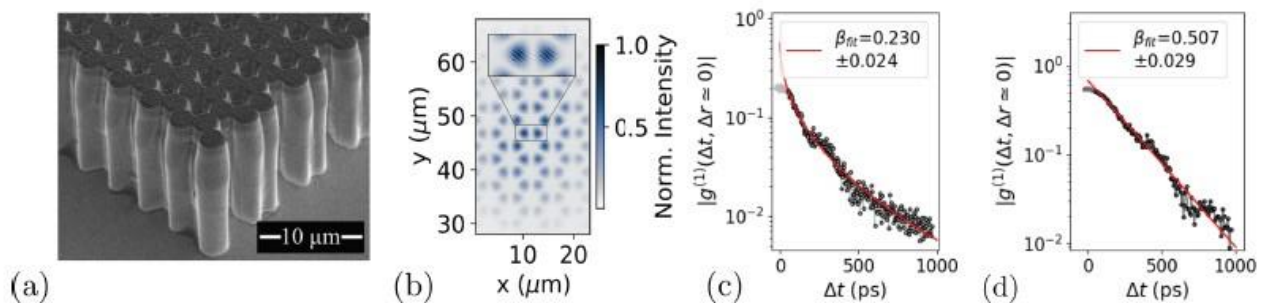 (a)
10 μm
(b)
y (μm)
60
50
40
30
10 20
x (μm)
1.0
0.5
Norm. Intensity
(c)
|g⁽¹⁾(Δt, Δr ≃ 0)|
10⁰
10⁻¹
10⁻²
β_fit=0.230
±0.024
0 500 1000
Δt (ps)
(d)
|g⁽¹⁾(Δt, Δr ≃ 0)|
10⁰
10⁻¹
10⁻²
β_fit=0.507
±0.029
0 500 1000
Δt (ps)